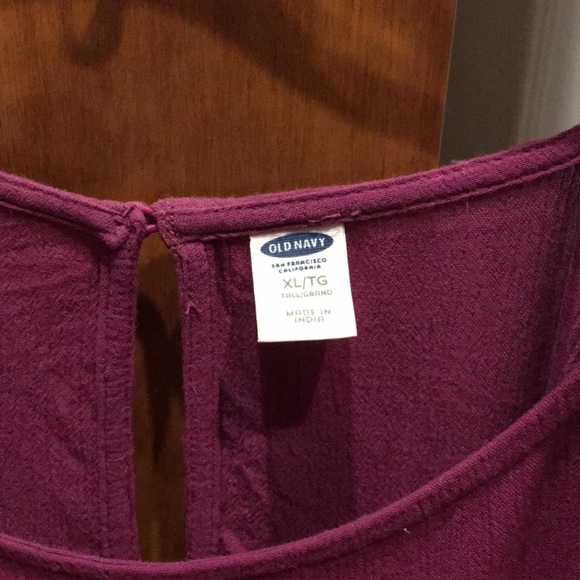 OLD NAVY
SAN FRANCISCO
CALIFORNIA
XL/TG
TALL/GRAND
MADE IN
INDIA